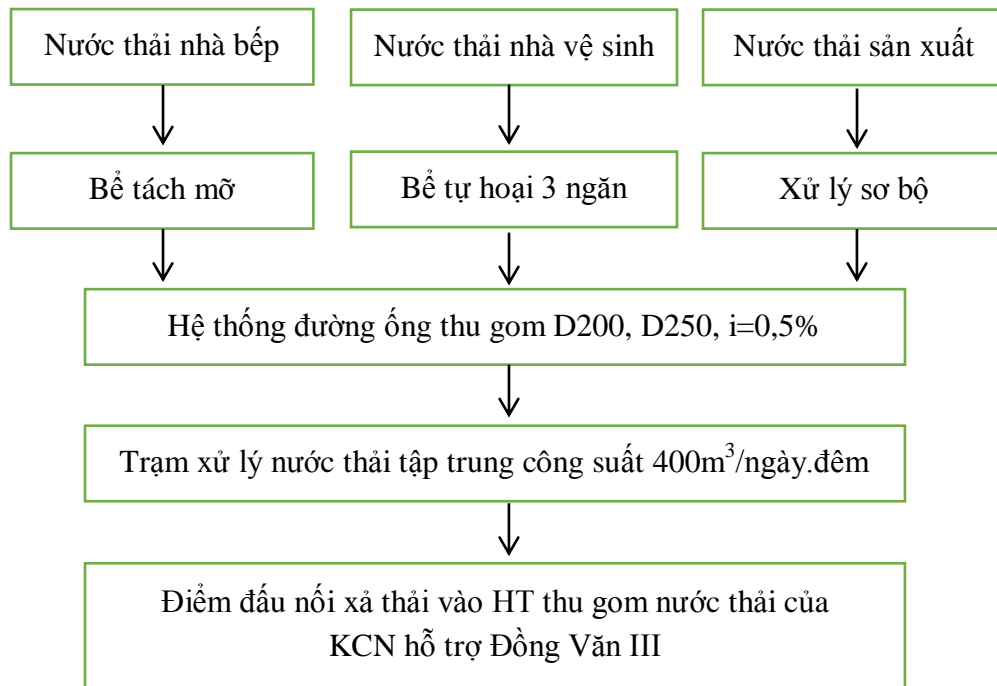 Nước thải nhà bếp
Nước thải nhà vệ sinh
Nước thải sản xuất
Bể tách mỡ
Bể tự hoại 3 ngăn
Xử lý sơ bộ
Hệ thống đường ống thu gom D200, D250, i=0,5%
Trạm xử lý nước thải tập trung công suất 400m³/ngày.đêm
Điểm đấu nối xả thải vào HT thu gom nước thải của
KCN hỗ trợ Đồng Văn III